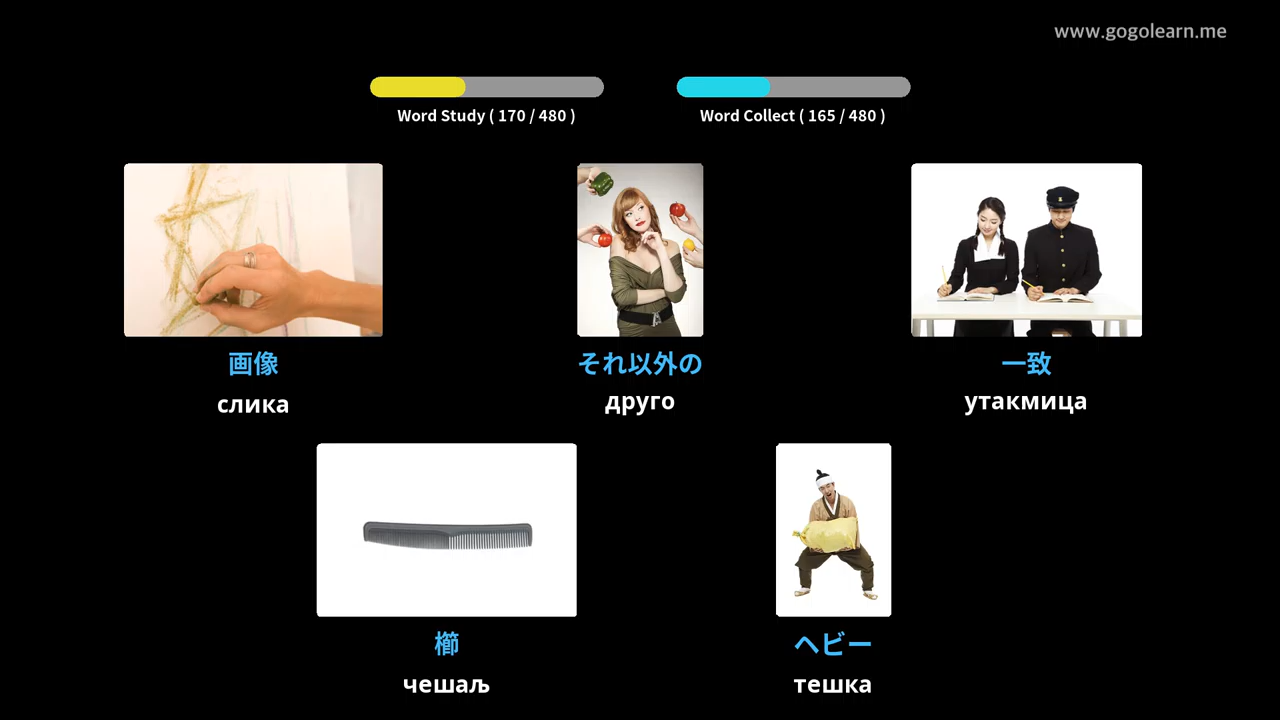 www.gogolearn.me
Word Study ( 170 / 480 )
Word Collect ( 165 / 480 )
画像
слика
それ以外の
друго
一致
утакмица
櫛
чешаљ
ヘビー
тешка